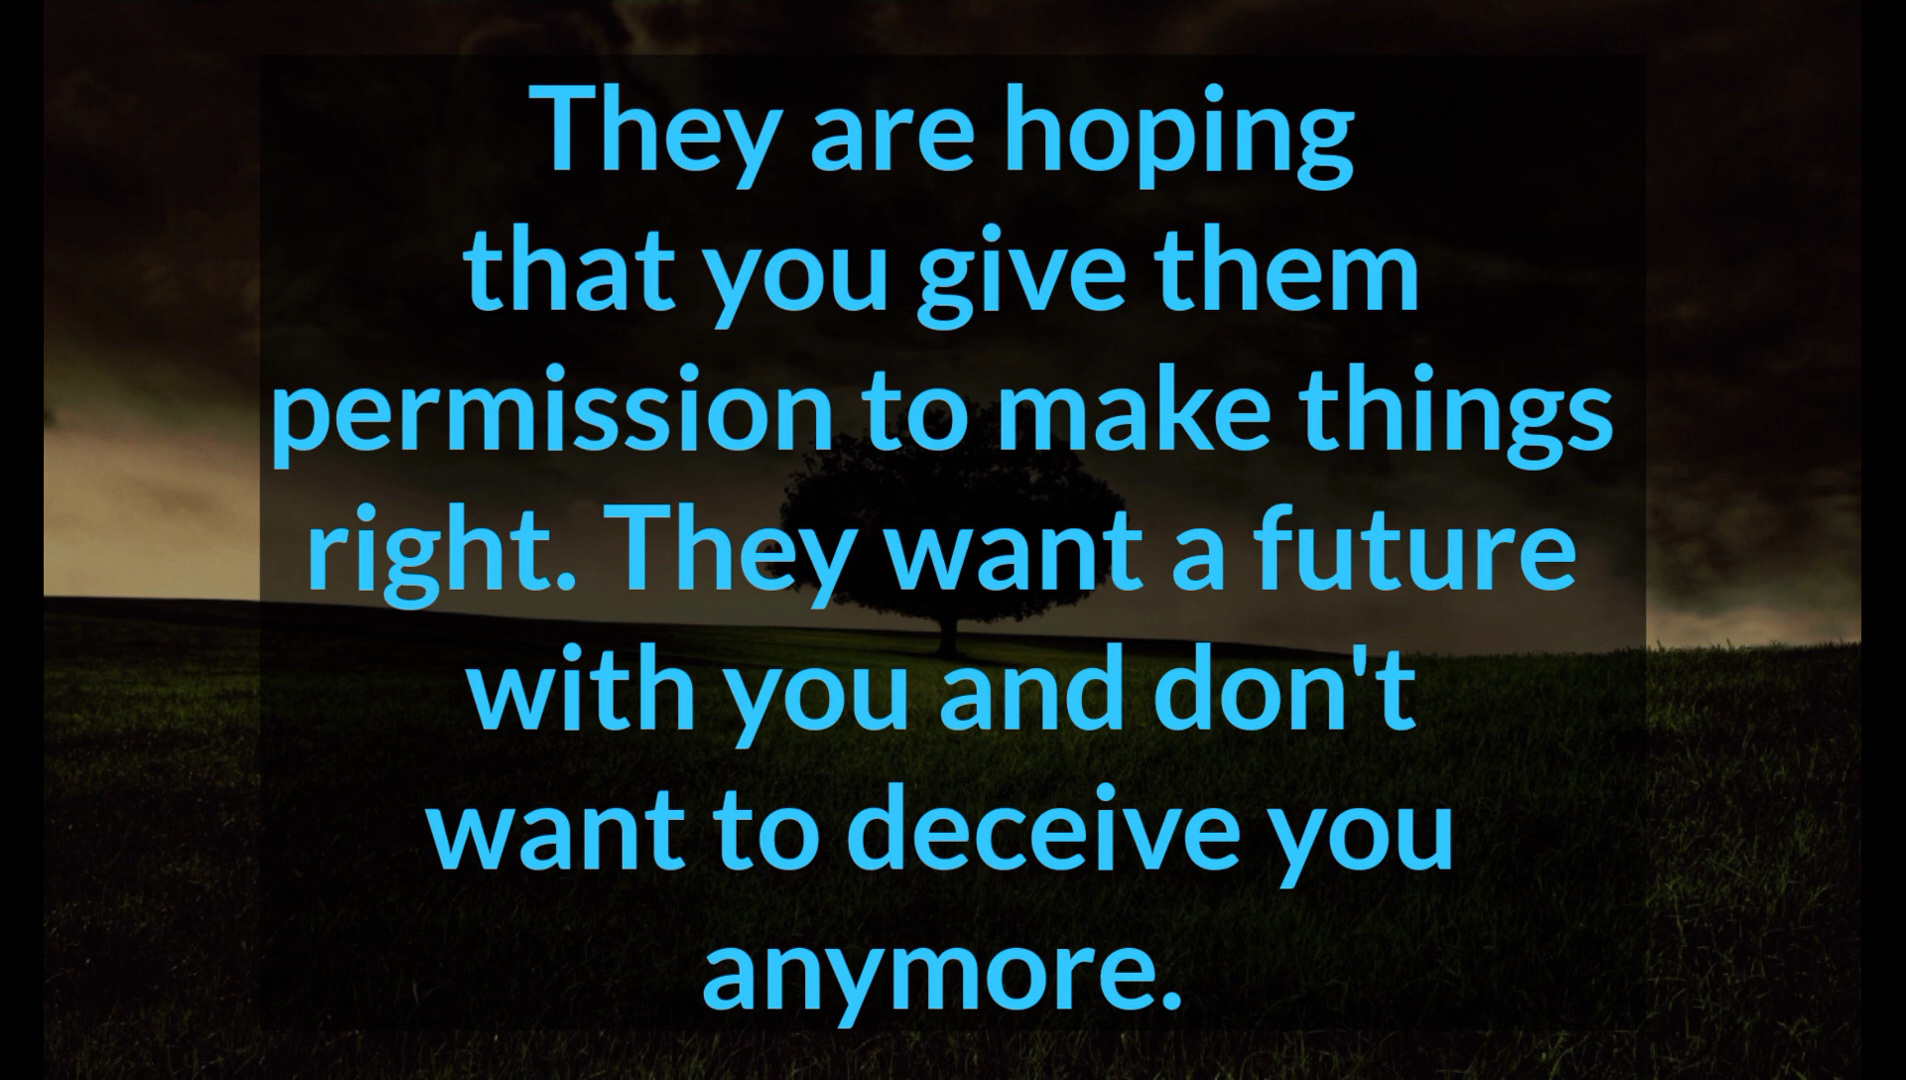 They are hoping
that you give them
permission to make things
right. They want a future
with you and don't
want to deceive you
anymore.